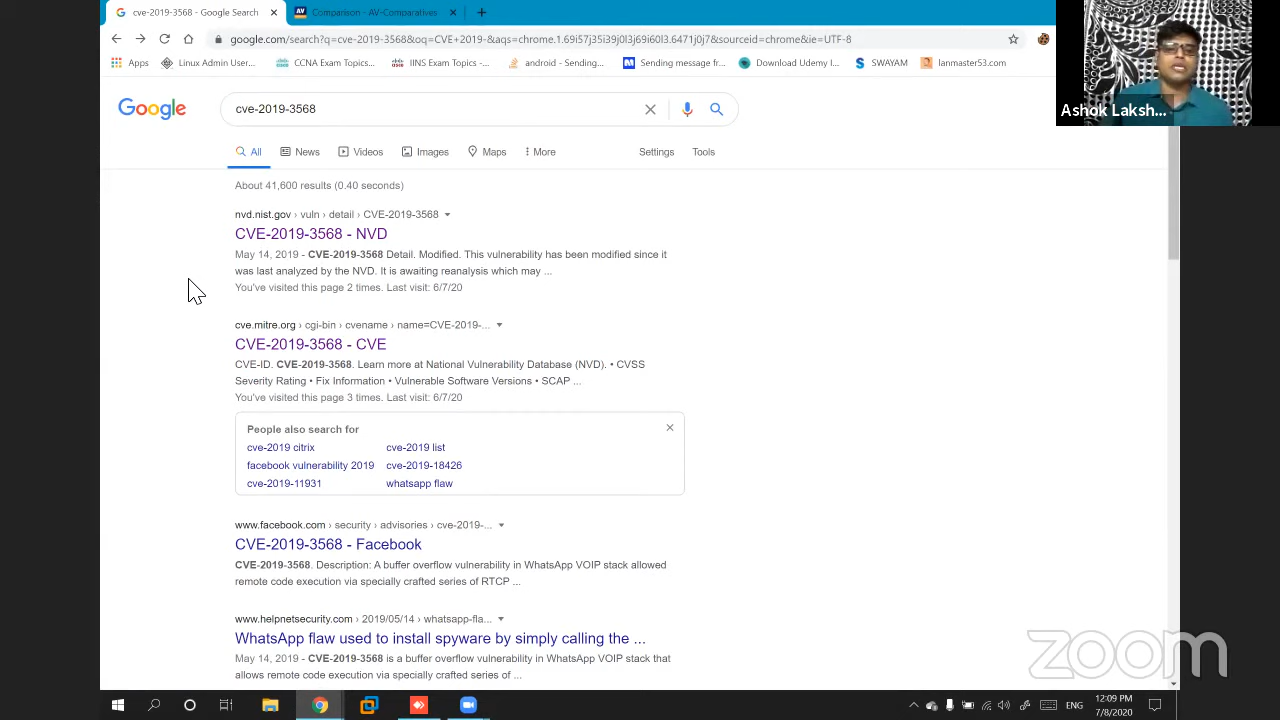 cve-2019-3568 - Google Search
Comparison - AV-Comparatives
google.com/search?q=cve-2019-3568&oq=CVE+2019-&aqs=chrome.1.69i57j35i39j0l3j69i60l3.6471j0j7&sourceid=chrome&ie=UTF-8
Apps
Linux Admin User...
CCNA Exam Topics...
IINS Exam Topic -...
android - Sending...
Sending message fr...
Download Udemy I...
SWAYAM
lanmaster53.com
Ashok Laksh...
Google
cve-2019-3568
All
News
Videos
Images
Maps
More
Settings
Tools
About 41,600 results (0.40 seconds)
nvd.nist.gov › vuln › detail › CVE-2019-3568
CVE-2019-3568 - NVD
May 14, 2019 - CVE-2019-3568 Detail. Modified. This vulnerability has been modified since it
was last analyzed by the NVD. It is awaiting reanalysis which may ...
You've visited this page 2 times. Last visit: 6/7/20
cve.mitre.org › cgi-bin › cvename › name=CVE-2019-...
CVE-2019-3568 - CVE
CVE-ID. CVE-2019-3568. Learn more at National Vulnerability Database (NVD). • CVSS
Severity Rating • Fix Information • Vulnerable Software Versions • SCAP ...
You've visited this page 3 times. Last visit: 6/7/20
People also search for
cve-2019 citrix
cve-2019 list
facebook vulnerability 2019
cve-2019-18426
cve-2019-11931
whatsapp flaw
www.facebook.com › security › advisories › cve-2019-...
CVE-2019-3568 - Facebook
CVE-2019-3568. Description: A buffer overflow vulnerability in WhatsApp VOIP stack allowed
remote code execution via specially crafted series of RTCP ...
www.helpnetsecurity.com › 2019/05/14 › whatsapp-fla...
WhatsApp flaw used to install spyware by simply calling the ...
May 14, 2019 - CVE-2019-3568 is a buffer overflow vulnerability in WhatsApp VOIP stack that
allows remote code execution via specially crafted series of ...
zoom
ENG
12:09 PM
7/8/2020